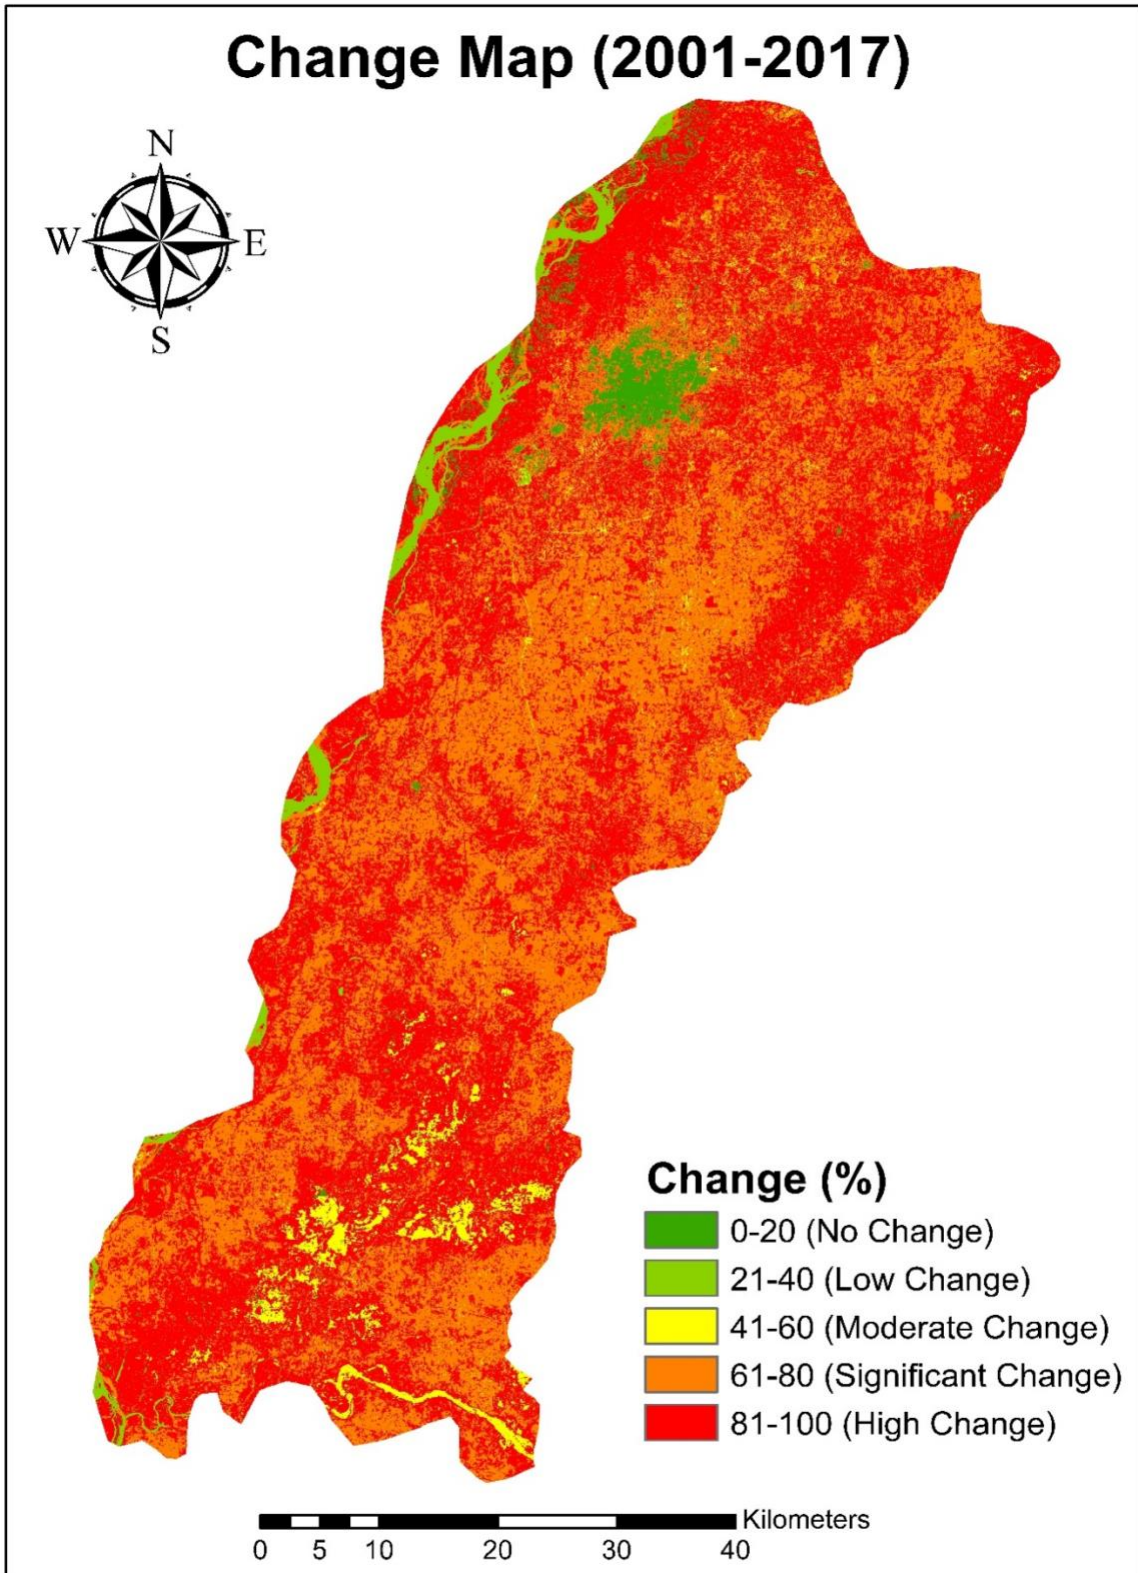 Change Map (2001-2017)
N
W E
S
Change (%)
0-20 (No Change)
21-40 (Low Change)
41-60 (Moderate Change)
61-80 (Significant Change)
81-100 (High Change)
Kilometers
0 5 10 20 30 40